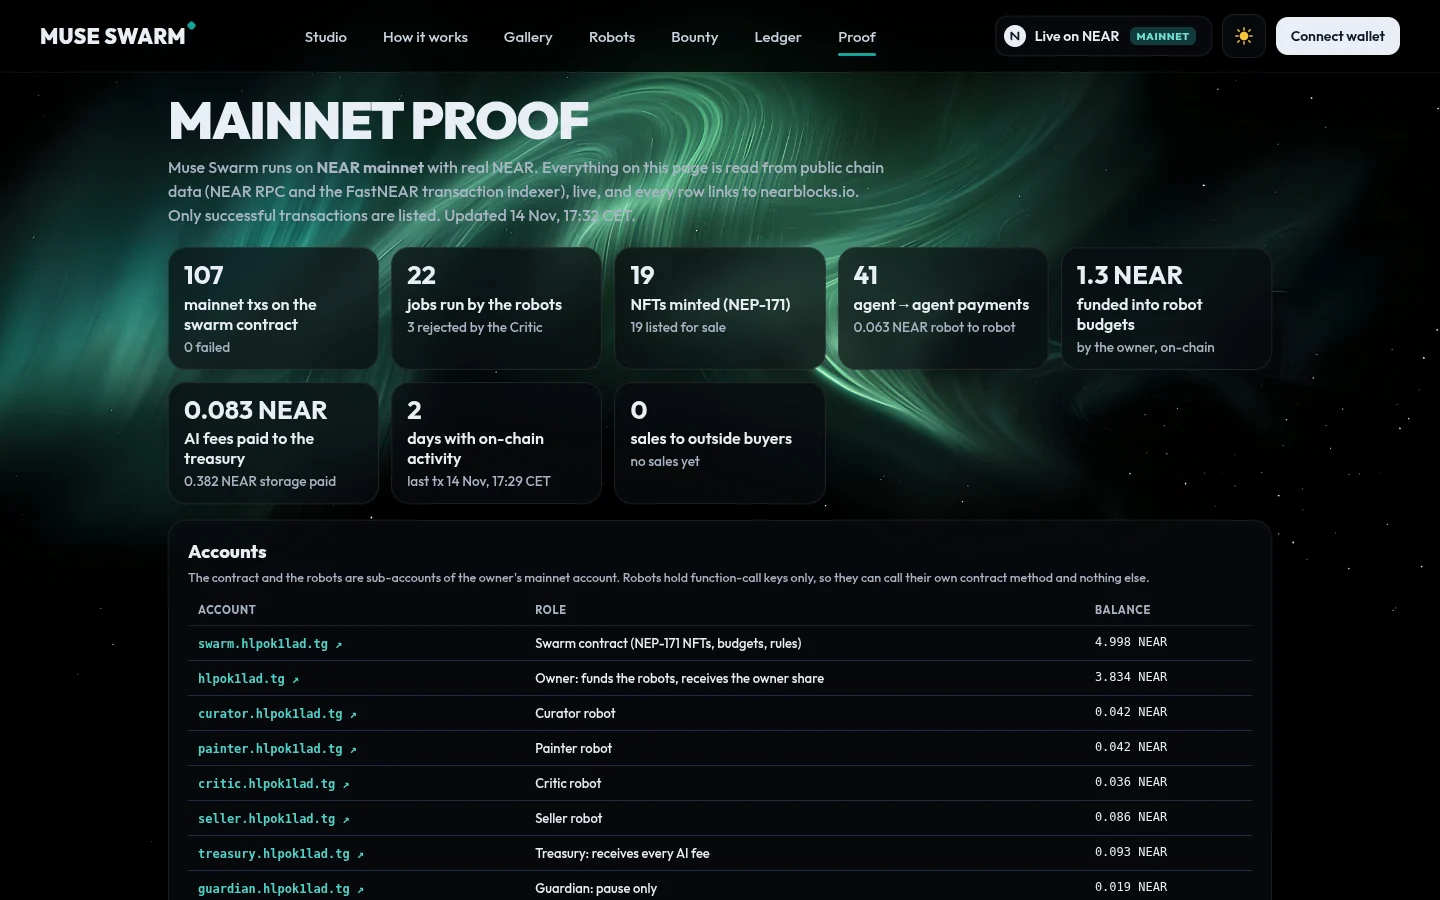 MUSE SWARM
Studio
How it works
Gallery
Robots
Bounty
Ledger
Proof
N Live on NEAR MAINNET
Connect wallet
MAINNET PROOF
Muse Swarm runs on NEAR mainnet with real NEAR. Everything on this page is read from public chain
data (NEAR RPC and the FastNEAR transaction indexer), live, and every row links to nearblocks.io.
Only successful transactions are listed. Updated 14 Nov, 17:32 CET.
107
mainnet txs on the
swarm contract
0 failed
22
jobs run by the robots
3 rejected by the Critic
19
NFTs minted (NEP-171)
19 listed for sale
41
agent→agent payments
0.063 NEAR robot to robot
1.3 NEAR
funded into robot
budgets
by the owner, on-chain
0.083 NEAR
AI fees paid to the
treasury
0.382 NEAR storage paid
2
days with on-chain
activity
last tx 14 Nov, 17:29 CET
0
sales to outside buyers
no sales yet
Accounts
The contract and the robots are sub-accounts of the owner's mainnet account. Robots hold function-call keys only, so they can call their own contract method and nothing else.
ACCOUNT ROLE BALANCE
swarm.hlpok1lad.tg ↗ Swarm contract (NEP-171 NFTs, budgets, rules) 4.998 NEAR
hlpok1lad.tg ↗ Owner: funds the robots, receives the owner share 3.834 NEAR
curator.hlpok1lad.tg ↗ Curator robot 0.042 NEAR
painter.hlpok1lad.tg ↗ Painter robot 0.042 NEAR
critic.hlpok1lad.tg ↗ Critic robot 0.036 NEAR
seller.hlpok1lad.tg ↗ Seller robot 0.086 NEAR
treasury.hlpok1lad.tg ↗ Treasury: receives every AI fee 0.093 NEAR
guardian.hlpok1lad.tg ↗ Guardian: pause only 0.019 NEAR